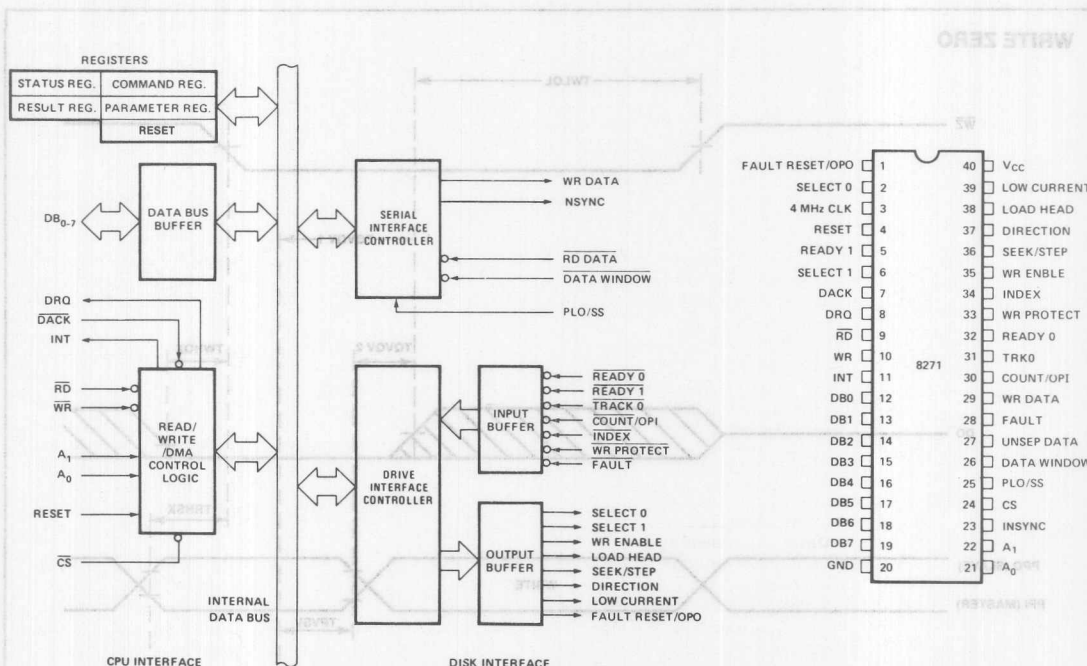 WRITE ZERO
REGISTERS
STATUS REG. COMMAND REG.
RESULT REG. PARAMETER REG.
RESET
TWLOL
WZ
DB0-7
DATA BUS
BUFFER
SERIAL
INTERFACE
CONTROLLER
WR DATA
NSYNC
RD DATA
DATA WINDOW
PLO/SS
DRQ
DACK
INT
RD
WR
A1
A0
RESET
CS
READ/
WRITE
/DMA
CONTROL
LOGIC
INTERNAL
DATA BUS
CPU INTERFACE
DRIVE
INTERFACE
CONTROLLER
INPUT
BUFFER
READY 0
READY 1
TRACK 0
COUNT/OPI
INDEX
WR PROTECT
FAULT
OUTPUT
BUFFER
SELECT 0
SELECT 1
WR ENABLE
LOAD HEAD
SEEK/STEP
DIRECTION
LOW CURRENT
FAULT RESET/OPO
DISK INTERFACE
8271
FAULT RESET/OPO 1 40 VCC
SELECT 0 2 39 LOW CURRENT
4 MHz CLK 3 38 LOAD HEAD
RESET 4 37 DIRECTION
READY 1 5 36 SEEK/STEP
SELECT 1 6 35 WR ENBLE
DACK 7 34 INDEX
DRQ 8 33 WR PROTECT
RD 9 32 READY 0
WR 10 31 TRK0
INT 11 30 COUNT/OPI
DB0 12 29 WR DATA
DB1 13 28 FAULT
DB2 14 27 UNSEP DATA
DB3 15 26 DATA WINDOW
DB4 16 25 PLO/SS
DB5 17 24 CS
DB6 18 23 INSYNC
DB7 19 22 A1
GND 20 21 A0
PPI (MASTER)